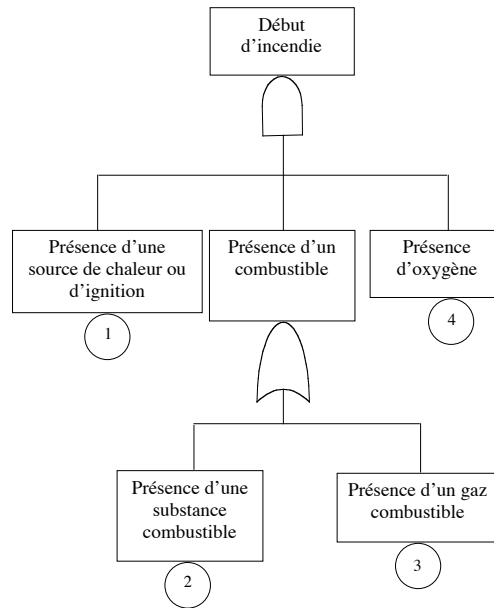 Début
d’incendie
Présence d’une
source de chaleur ou
d’ignition
1
Présence d’un
combustible
Présence
d’oxygène
4
Présence d’une
substance
combustible
2
Présence d’un gaz
combustible
3